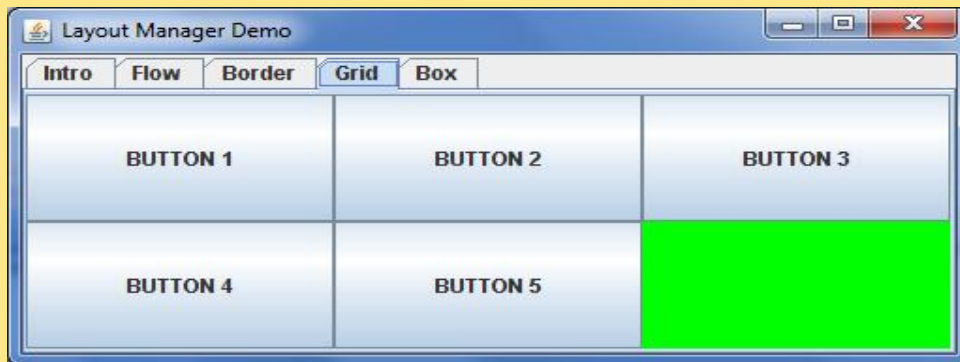 Layout Manager Demo
Intro Flow Border Grid Box
BUTTON 1 BUTTON 2 BUTTON 3
BUTTON 4 BUTTON 5